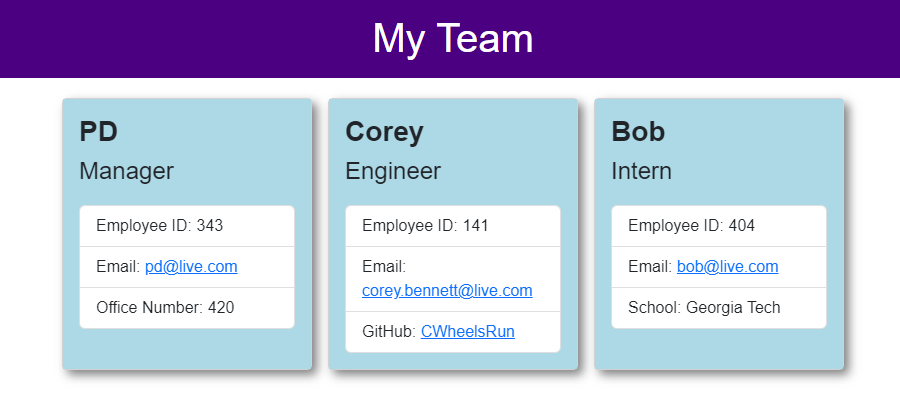 My Team
PD
Manager
Employee ID: 343
Email: pd@live.com
Office Number: 420
Corey
Engineer
Employee ID: 141
Email:
corey.bennett@live.com
GitHub: CWheelsRun
Bob
Intern
Employee ID: 404
Email: bob@live.com
School: Georgia Tech